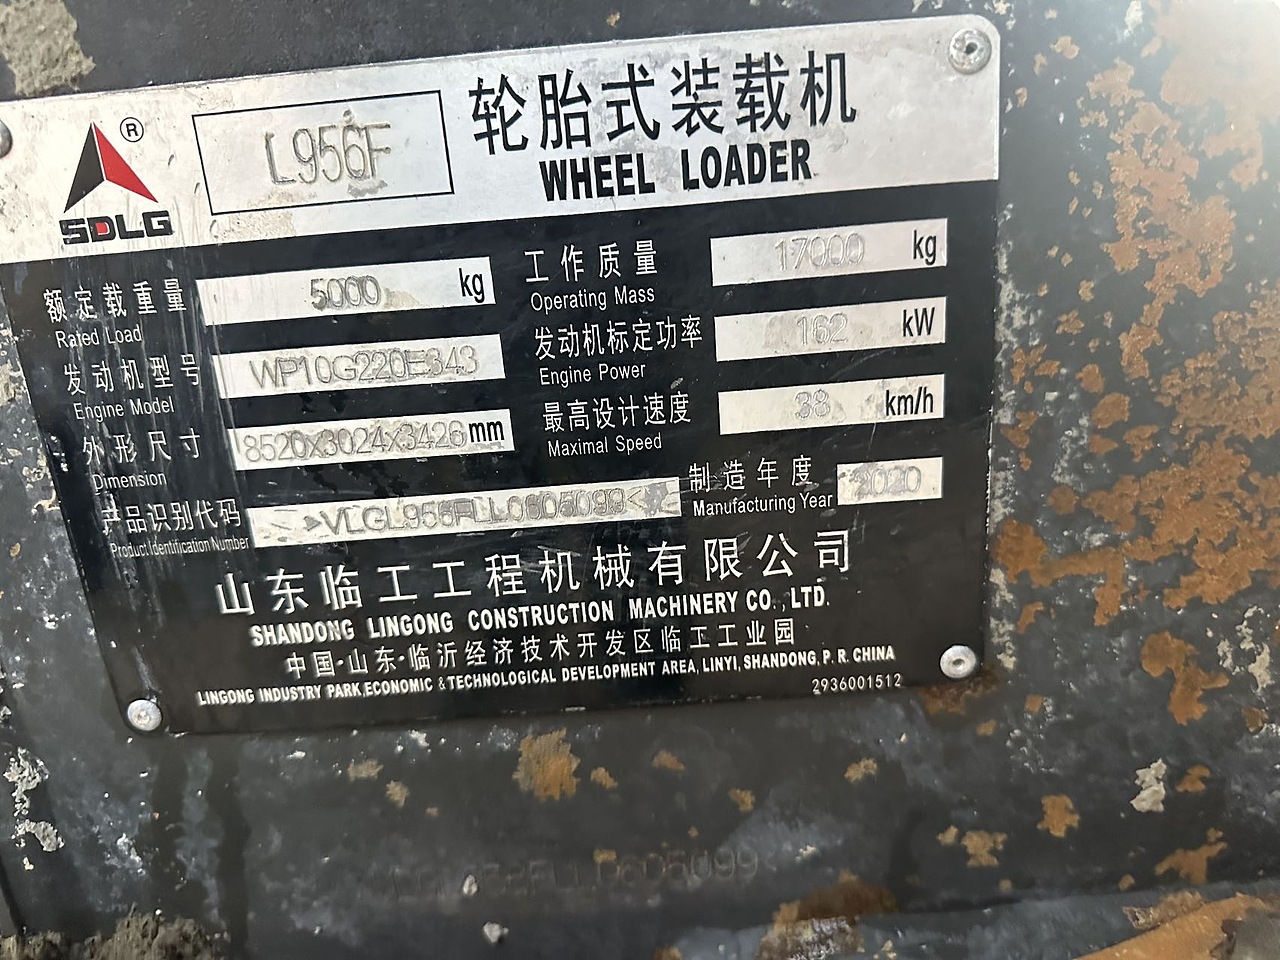 L956F
轮胎式装载机
WHEEL LOADER
®
SDLG
额定载重量 5000 kg
Rated Load
工作质量 17000 kg
Operating Mass
发动机型号 WP10G220E343
Engine Model
发动机标定功率 162 kW
Engine Power
外形尺寸 8520x3024x3426 mm
Dimension
最高设计速度 38 km/h
Maximal Speed
产品识别代码 VLGL956FLL0605099
Product Identification Number
制造年度 2020
Manufacturing Year
山东临工工程机械有限公司
SHANDONG LINGONG CONSTRUCTION MACHINERY CO., LTD.
中国·山东·临沂经济技术开发区临工工业园
LINGONG INDUSTRY PARK,ECONOMIC & TECHNOLOGICAL DEVELOPMENT AREA, LINYI, SHANDONG, P. R. CHINA
2936001512